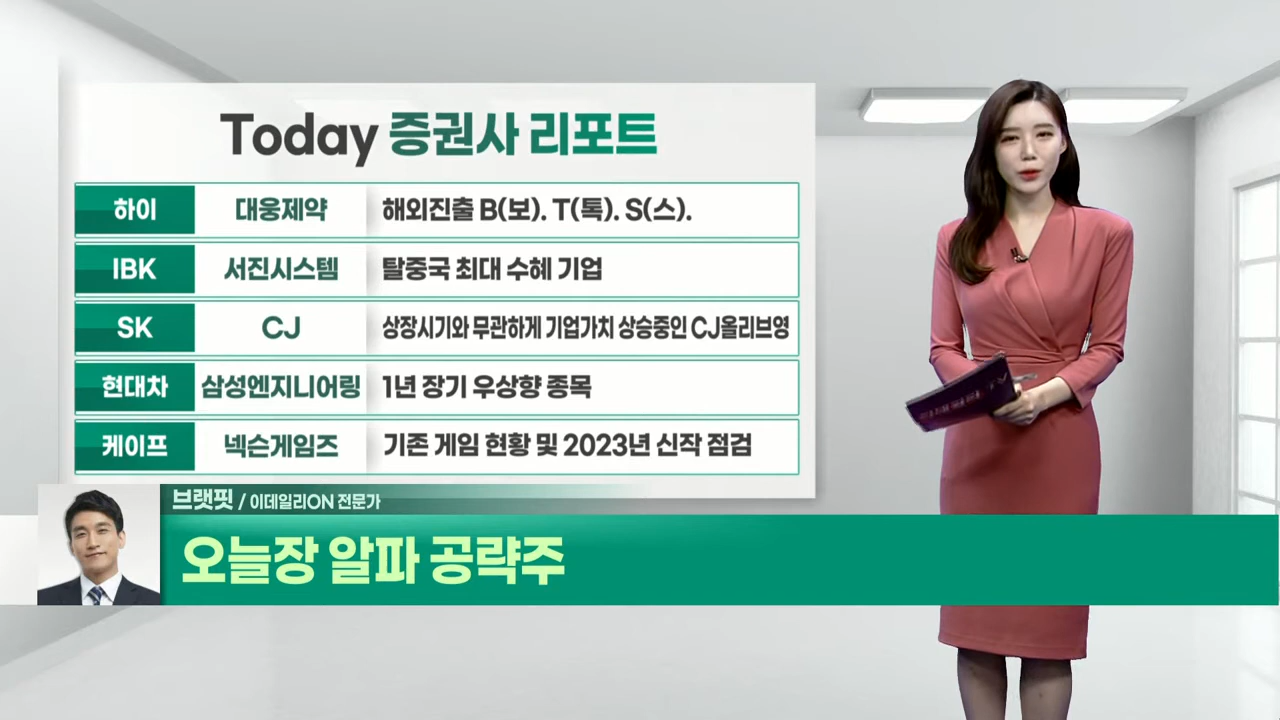 Today 증권사 리포트
하이 대웅제약 해외진출 B(보). T(톡). S(스).
IBK 서진시스템 탈중국 최대 수혜 기업
SK CJ 상장시기와 무관하게 기업가치 상승중인 CJ올리브영
현대차 삼성엔지니어링 1년 장기 우상향 종목
케이프 넥슨게임즈 기존 게임 현황 및 2023년 신작 점검
브랫핏 / 이데일리ON 전문가
오늘장 알파 공략주